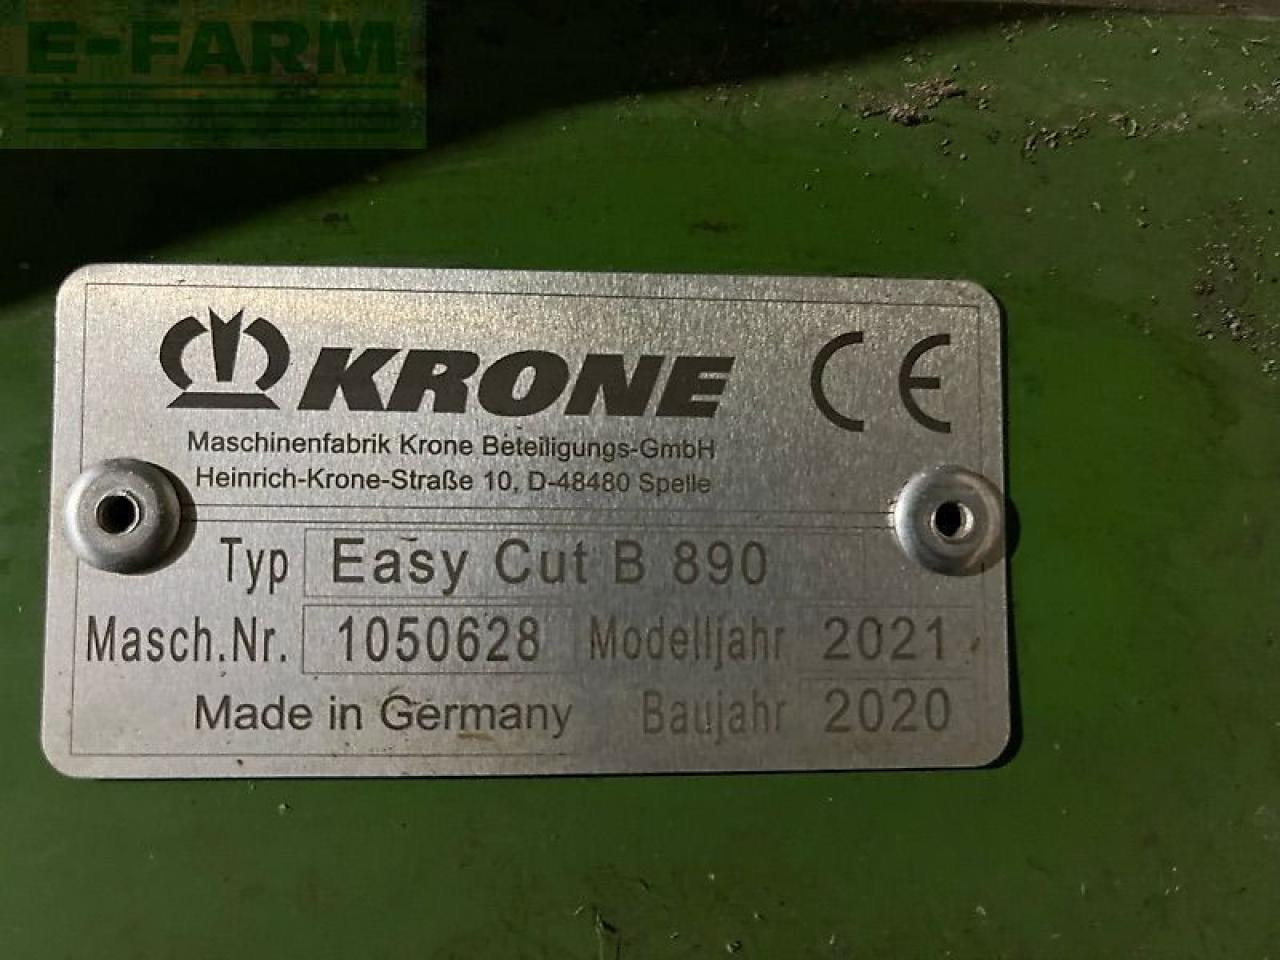 E-FARM
KRONE CE
Maschinenfabrik Krone Beteiligungs-GmbH
Heinrich-Krone-Straße 10, D-48480 Spelle
Typ Easy Cut B 890
Masch.Nr. 1050628 Modelljahr 2021
Made in Germany Baujahr 2020